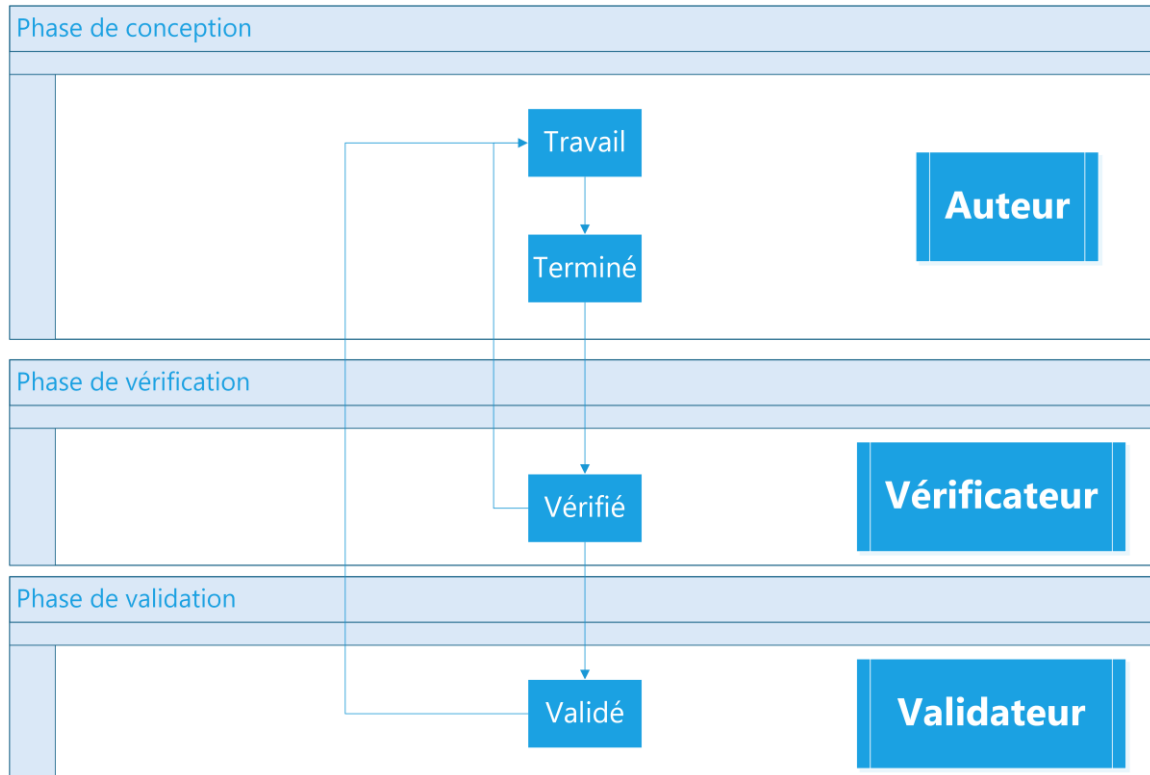 Phase de conception
Travail
Auteur
Terminé
Phase de vérification
Vérifié
Vérificateur
Phase de validation
Validé
Validateur